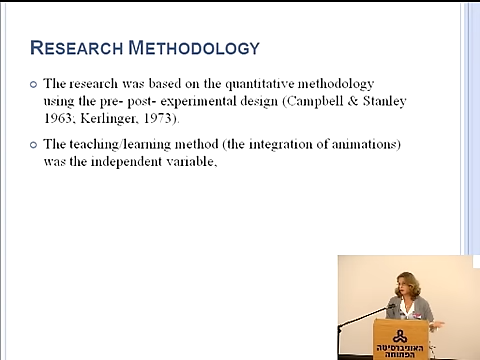 RESEARCH METHODOLOGY
The research was based on the quantitative methodology
using the pre- post- experimental design (Campbell & Stanley
1963; Kerlinger, 1973).
The teaching/learning method (the integration of animations)
was the independent variable,
האוניברסיטה
הפתוחה